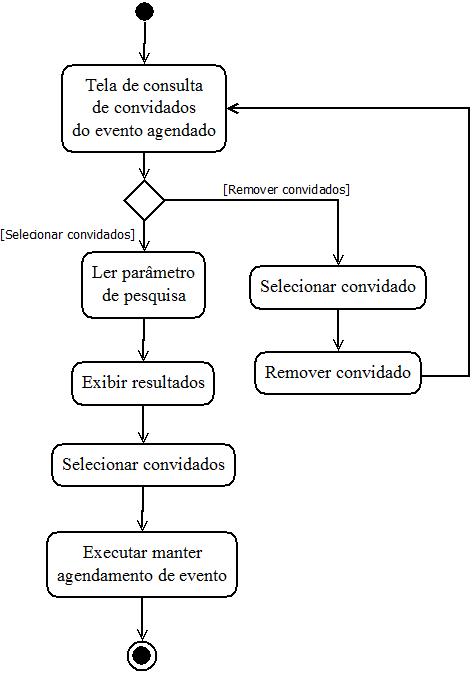 Tela de consulta
de convidados
do evento agendado
[Remover convidados]
[Selecionar convidados]
Ler parâmetro
de pesquisa
Selecionar convidado
Exibir resultados
Remover convidado
Selecionar convidados
Executar manter
agendamento de evento